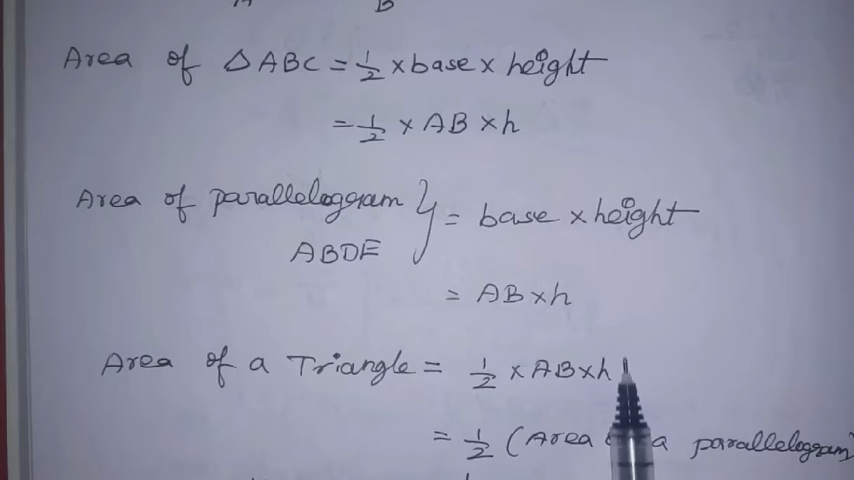 Area of △ABC = 1/2 × base × height
= 1/2 × AB × h
Area of parallelogram } = base × height
ABDE
= AB × h
Area of a Triangle = 1/2 × AB × h
= 1/2 (Area a parallelogram)